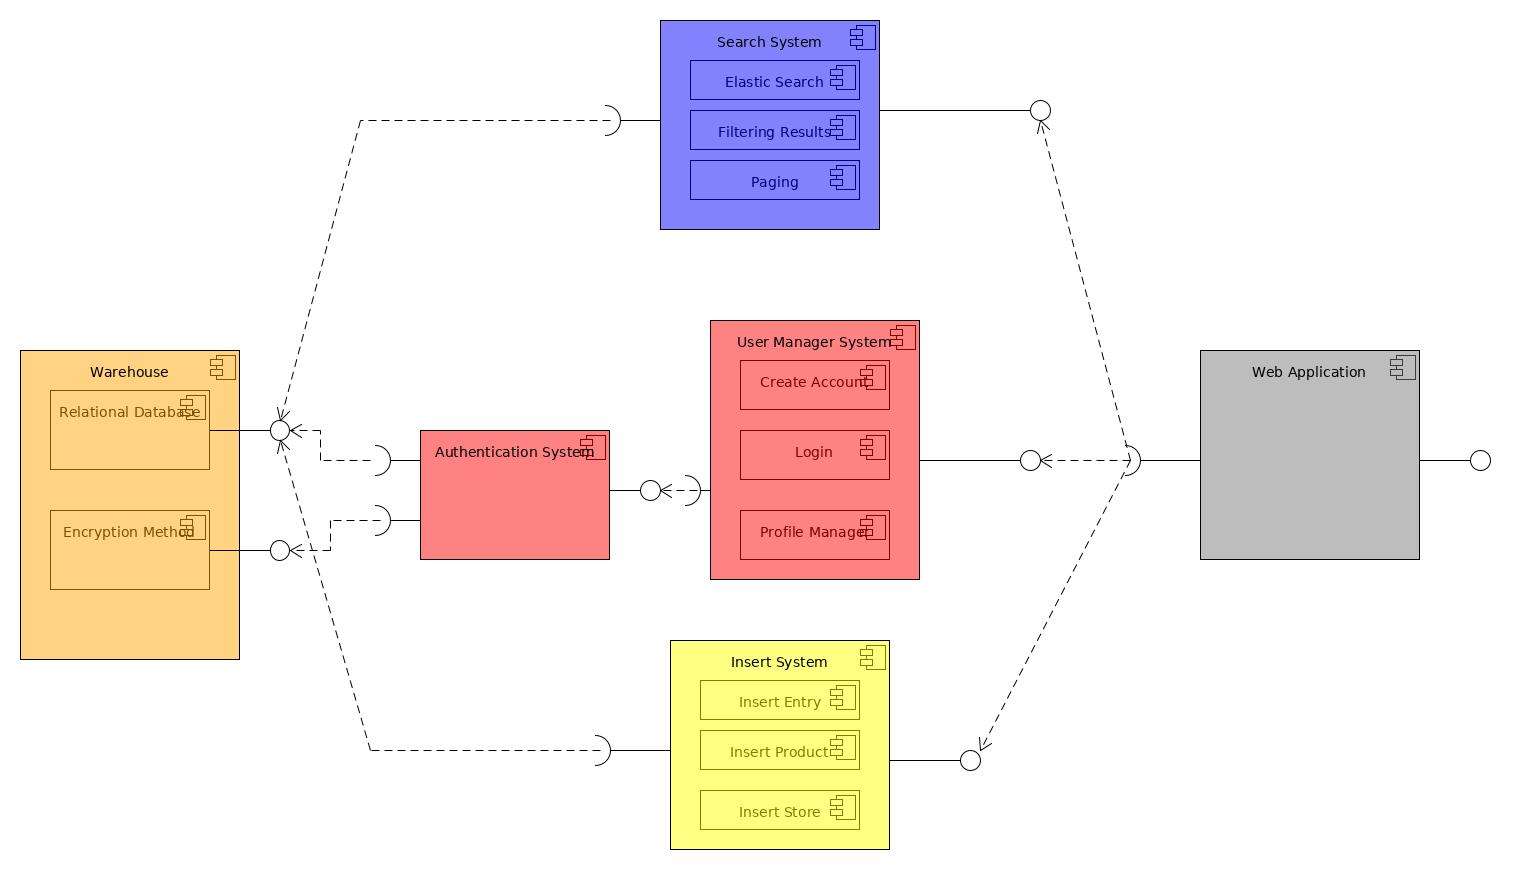 Search System
Elastic Search
Filtering Results
Paging
Warehouse
Relational Database
Encryption Method
Authentication System
User Manager System
Create Account
Login
Profile Manager
Insert System
Insert Entry
Insert Product
Insert Store
Web Application